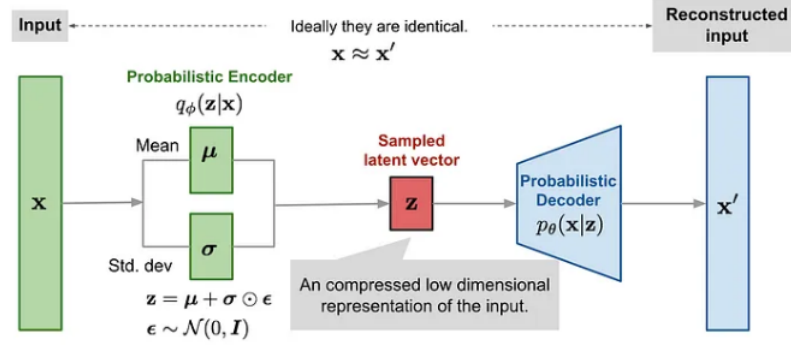 Input
Ideally they are identical.
x ≈ x′
Reconstructed
input
Probabilistic Encoder
qϕ(z|x)
Mean
μ
Sampled
latent vector
Probabilistic
Decoder
pθ(x|z)
x
z
x′
σ
Std. dev
z = μ + σ ⊙ ϵ
ϵ ∼ N(0, I)
An compressed low dimensional
representation of the input.